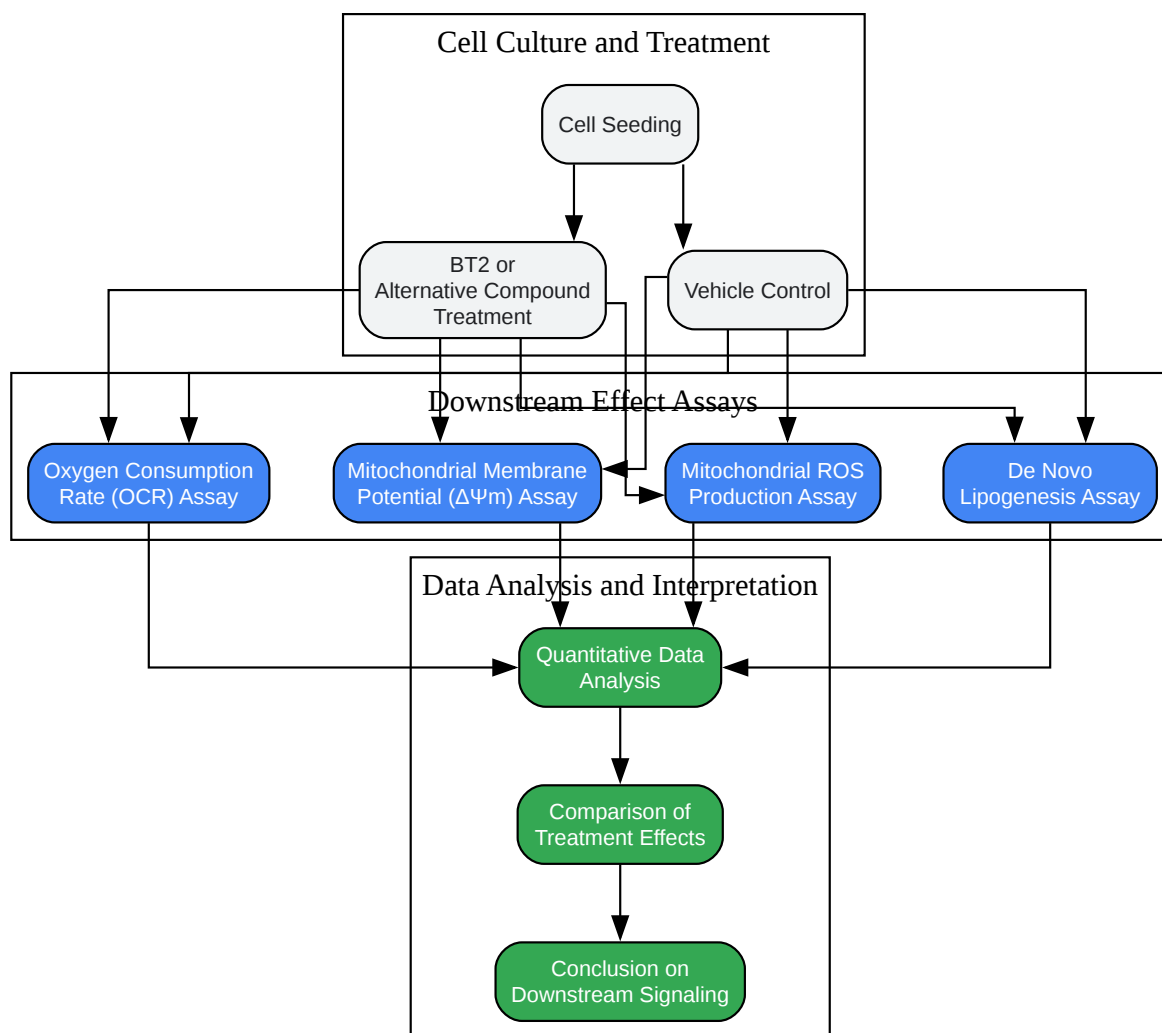 Cell Culture and Treatment
Cell Seeding
BT2 or
Alternative Compound
Treatment
Vehicle Control
Downstream Effect Assays
Oxygen Consumption
Rate (OCR) Assay
Mitochondrial Membrane
Potential (ΔΨm) Assay
Mitochondrial ROS
Production Assay
De Novo
Lipogenesis Assay
Data Analysis and Interpretation
Quantitative Data
Analysis
Comparison of
Treatment Effects
Conclusion on
Downstream Signaling